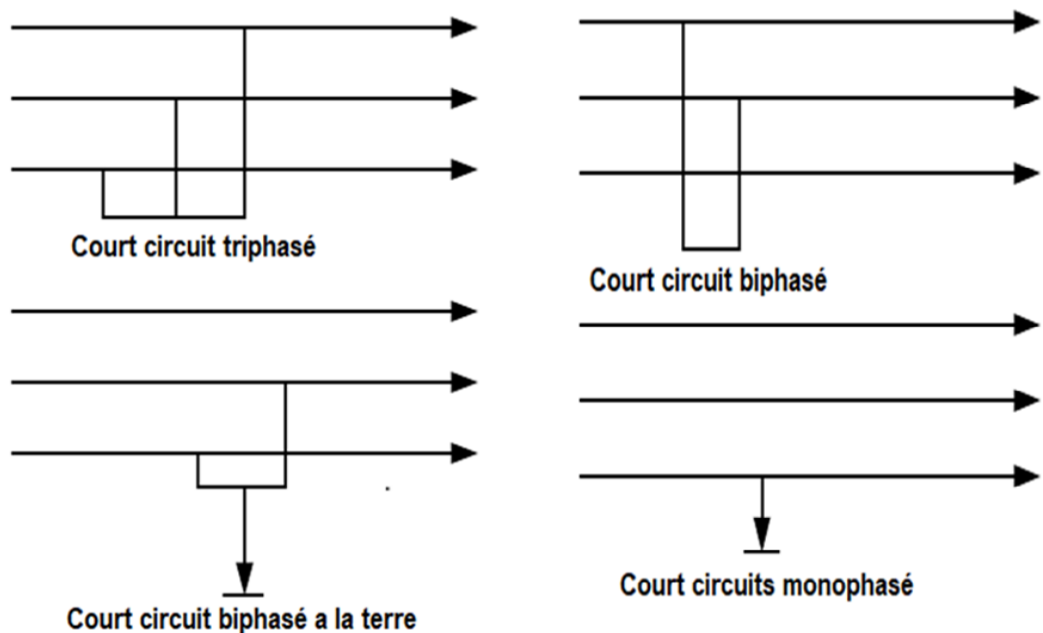 Court circuit triphasé
Court circuit biphasé
Court circuit biphasé a la terre
Court circuits monophasé